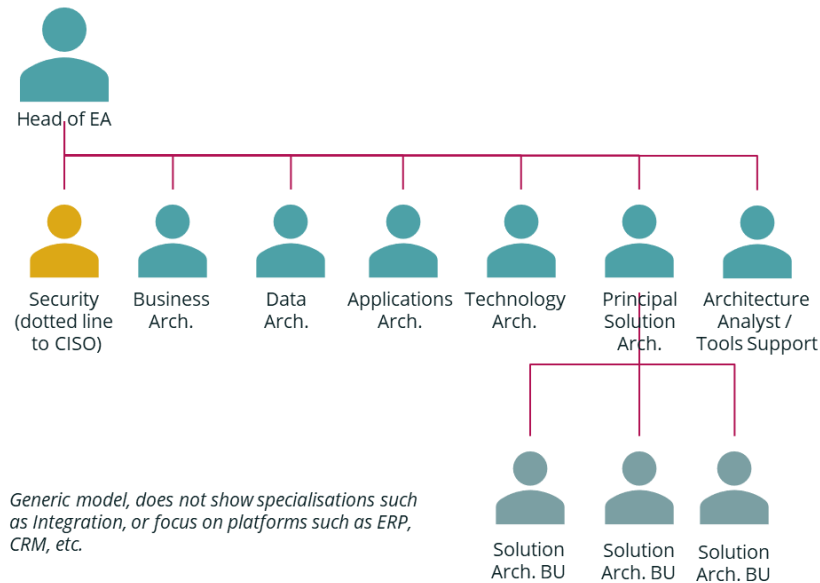 Head of EA
Security
(dotted line
to CISO)
Business
Arch.
Data
Arch.
Applications
Arch.
Technology
Arch.
Principal
Solution
Arch.
Architecture
Analyst /
Tools Support
Generic model, does not show specialisations such
as Integration, or focus on platforms such as ERP,
CRM, etc.
Solution
Arch. BU
Solution
Arch. BU
Solution
Arch. BU